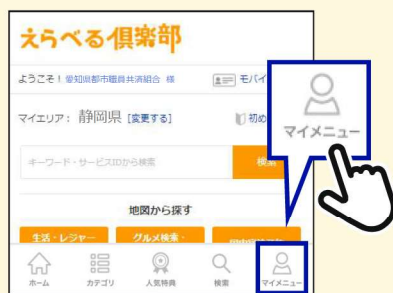 えらべる倶楽部
ようこそ！愛知県都市職員共済組合 様
モバイ
マイエリア： 静岡県 [変更する]
初め
キーワード・サービスIDから検索
検索
地図から探す
生活・レジャー
グルメ検索・
ホーム
カテゴリ
人気特典
検索
マイメニュー
マイメニュー